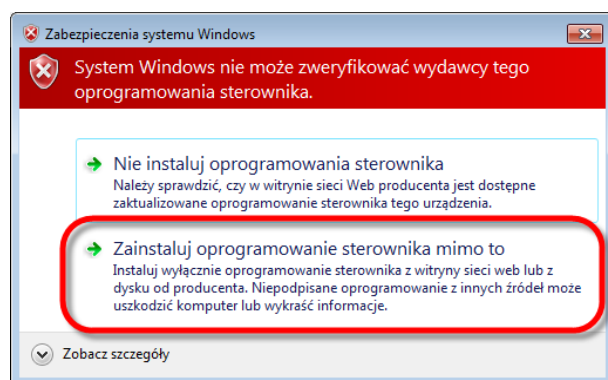 Zabezpieczenia systemu Windows
System Windows nie może zweryfikować wydawcy tego
oprogramowania sterownika.
Nie instaluj oprogramowania sterownika
Należy sprawdzić, czy w witrynie sieci Web producenta jest dostępne
zaktualizowane oprogramowanie sterownika tego urządzenia.
Zainstaluj oprogramowanie sterownika mimo to
Instaluj wyłącznie oprogramowanie sterownika z witryny sieci web lub z
dysku od producenta. Niepodpisane oprogramowanie z innych źródeł może
uszkodzić komputer lub wykraść informacje.
Zobacz szczegóły